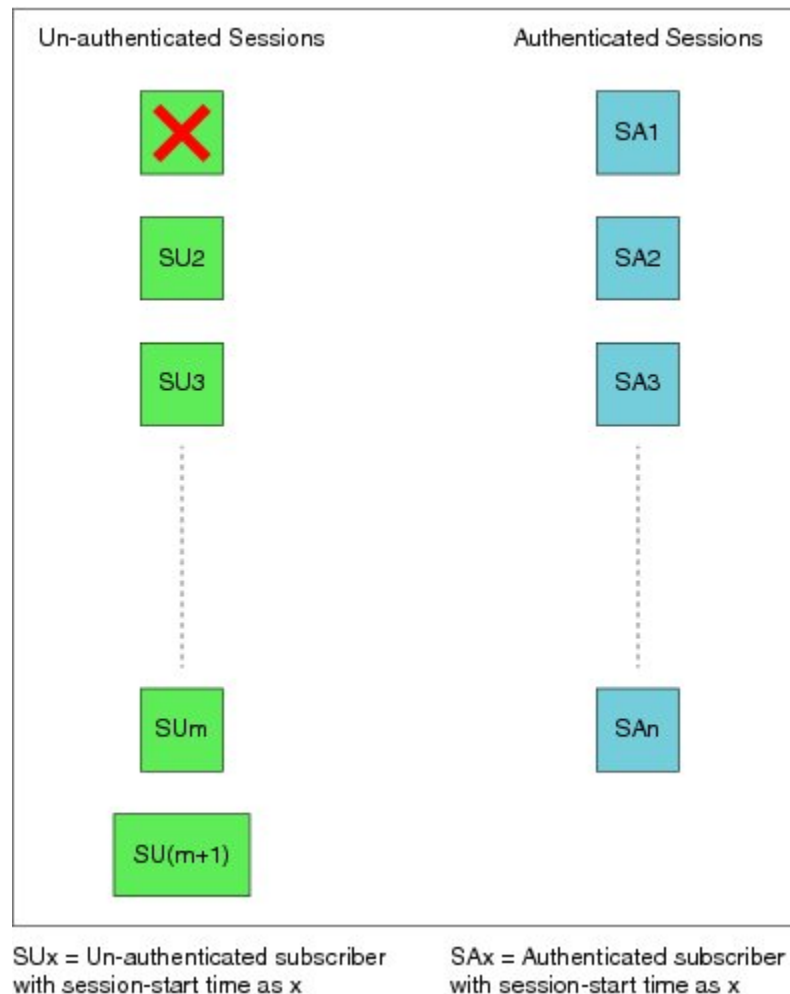 Un-authenticated Sessions
Authenticated Sessions
SA1
SU2
SA2
SU3
SA3
SUm
SAn
SU(m+1)
SUx = Un-authenticated subscriber
with session-start time as x
SAx = Authenticated subscriber
with session-start time as x